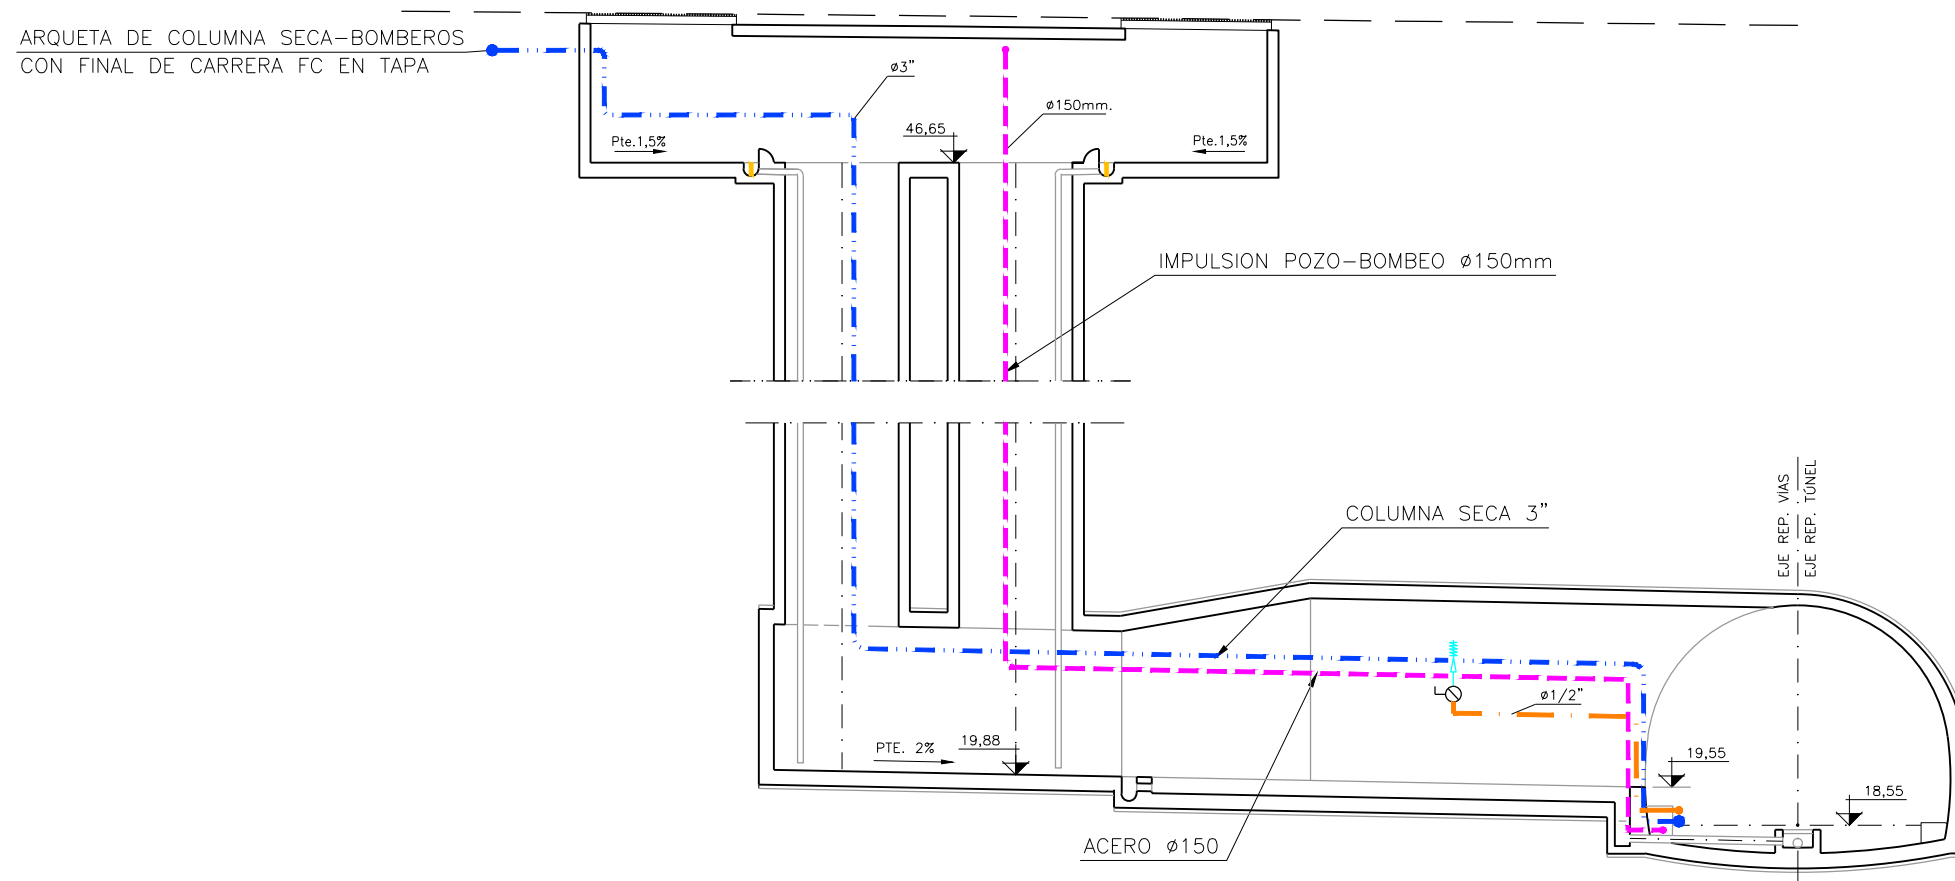 ARQUETA DE COLUMNA SECA-BOMBEROS
CON FINAL DE CARRERA FC EN TAPA
ø3"
ø150mm.
46,65
Pte.1,5%
Pte.1,5%
IMPULSION POZO-BOMBEO ø150mm
COLUMNA SECA 3"
EJE REP. VÍAS
EJE REP. TÚNEL
ø1/2"
PTE. 2%
19,88
19,55
18,55
ACERO ø150